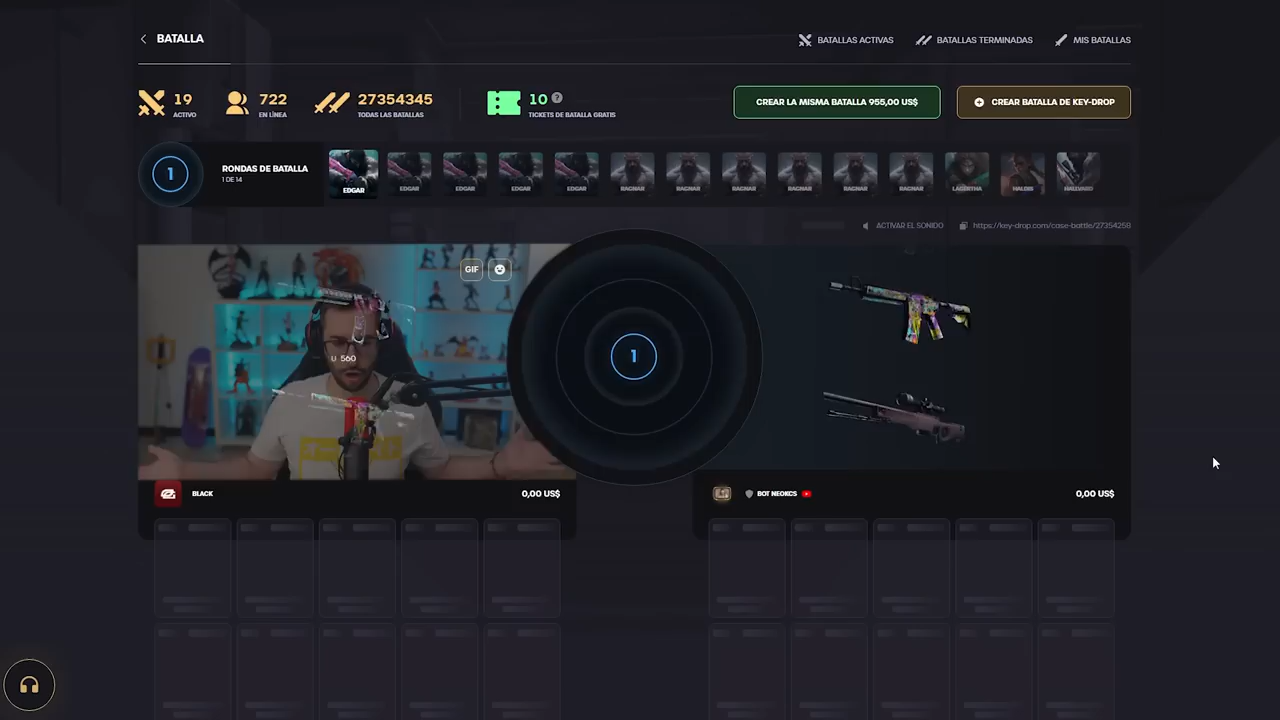 BATALLA
BATALLAS ACTIVAS
BATALLAS TERMINADAS
MIS BATALLAS
19
ACTIVO
722
EN LÍNEA
27354345
TODAS LAS BATALLAS
10 ?
TICKETS DE BATALLA GRATIS
CREAR LA MISMA BATALLA 955,00 US$
CREAR BATALLA DE KEY-DROP
1
RONDAS DE BATALLA
1 DE 14
EDGAR
EDGAR
EDGAR
EDGAR
EDGAR
RAGNAR
RAGNAR
RAGNAR
RAGNAR
RAGNAR
RAGNAR
LAGERTHA
HALLVARD
ACTIVAR EL SONIDO
https://key-drop.com/case-battle/27354258
GIF
560
1
BLACK
0,00 US$
BOT NEOKCS
0,00 US$